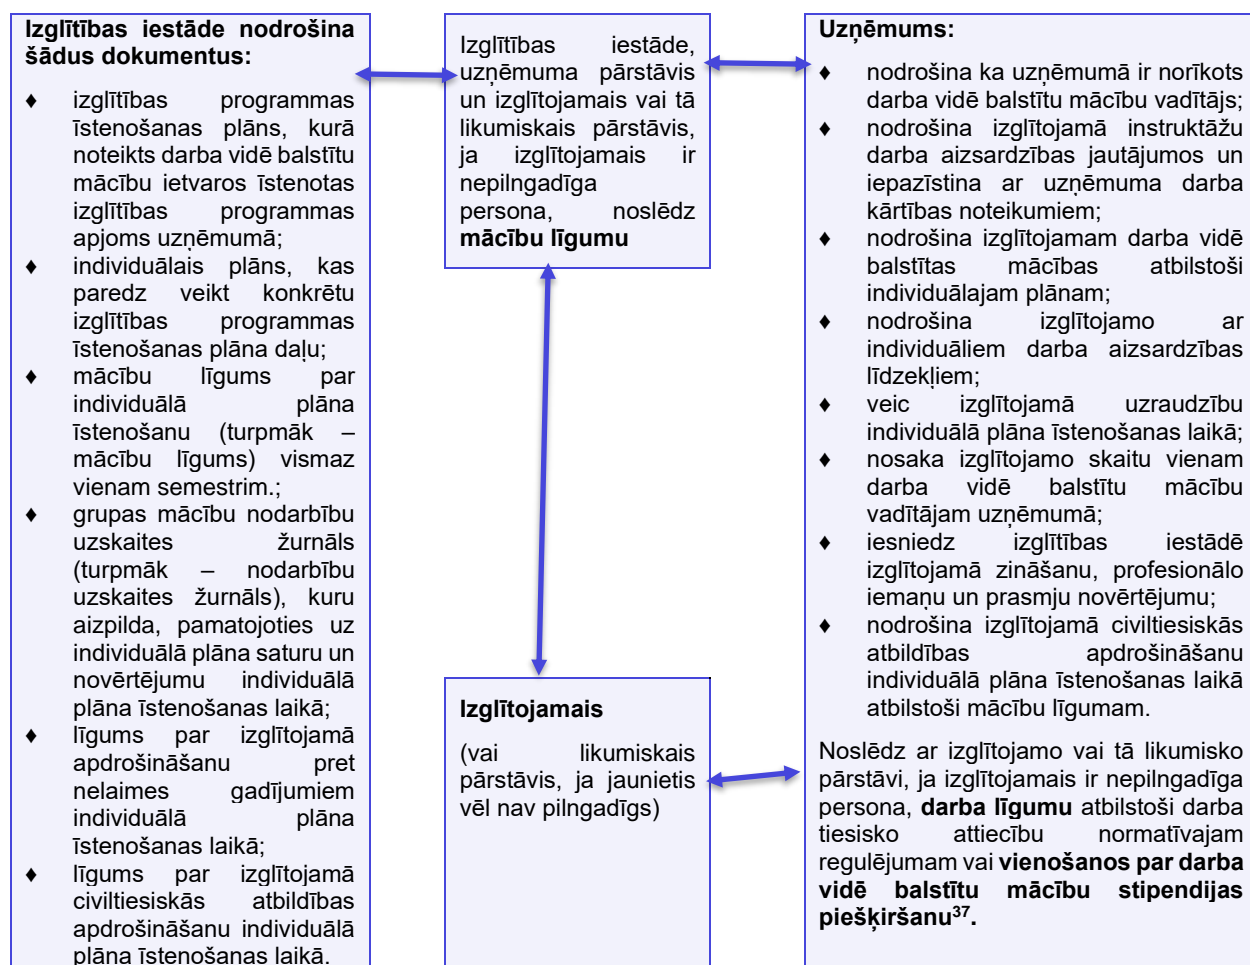 Izglītības iestāde nodrošina
šādus dokumentus:
♦ izglītības programmas
īstenošanas plāns, kurā
noteikts darba vidē balstītu
mācību ietvaros īstenotas
izglītības programmas
apjoms uzņēmumā;
♦ individuālais plāns, kas
paredz veikt konkrētu
izglītības programmas
īstenošanas plāna daļu;
♦ mācību līgums par
individuālā plāna
īstenošanu (turpmāk –
mācību līgums) vismaz
vienam semestrim.;
♦ grupas mācību nodarbību
uzskaites žurnāls
(turpmāk – nodarbību
uzskaites žurnāls), kuru
aizpilda, pamatojoties uz
individuālā plāna saturu un
novērtējumu individuālā
plāna īstenošanas laikā;
♦ līgums par izglītojamā
apdrošināšanu pret
nelaimes gadījumiem
individuālā plāna
īstenošanas laikā;
♦ līgums par izglītojamā
civiltiesiskās atbildības
apdrošināšanu individuālā
plāna īstenošanas laikā.
Izglītības iestāde,
uzņēmuma pārstāvis
un izglītojamais vai tā
likumiskais pārstāvis,
ja izglītojamais ir
nepilngadīga
persona, noslēdz
mācību līgumu
Izglītojamais
(vai likumiskais
pārstāvis, ja jaunietis
vēl nav pilngadīgs)
Uzņēmums:
♦ nodrošina ka uzņēmumā ir norīkots
darba vidē balstītu mācību vadītājs;
♦ nodrošina izglītojamā instruktāžu
darba aizsardzības jautājumos un
iepazīstina ar uzņēmuma darba
kārtības noteikumiem;
♦ nodrošina izglītojamam darba vidē
balstītas mācības atbilstoši
individuālajam plānam;
♦ nodrošina izglītojamo ar
individuāliem darba aizsardzības
līdzekļiem;
♦ veic izglītojamā uzraudzību
individuālā plāna īstenošanas laikā;
♦ nosaka izglītojamo skaitu vienam
darba vidē balstītu mācību
vadītājam uzņēmumā;
♦ iesniedz izglītības iestādē
izglītojamā zināšanu, profesionālo
iemaņu un prasmju novērtējumu;
♦ nodrošina izglītojamā civiltiesiskās
atbildības apdrošināšanu
individuālā plāna īstenošanas laikā
atbilstoši mācību līgumam.
Noslēdz ar izglītojamo vai tā likumisko
pārstāvi, ja izglītojamais ir nepilngadīga
persona, darba līgumu atbilstoši darba
tiesisko attiecību normatīvajam
regulējumam vai vienošanos par darba
vidē balstītu mācību stipendijas
piešķiršanu³⁷.